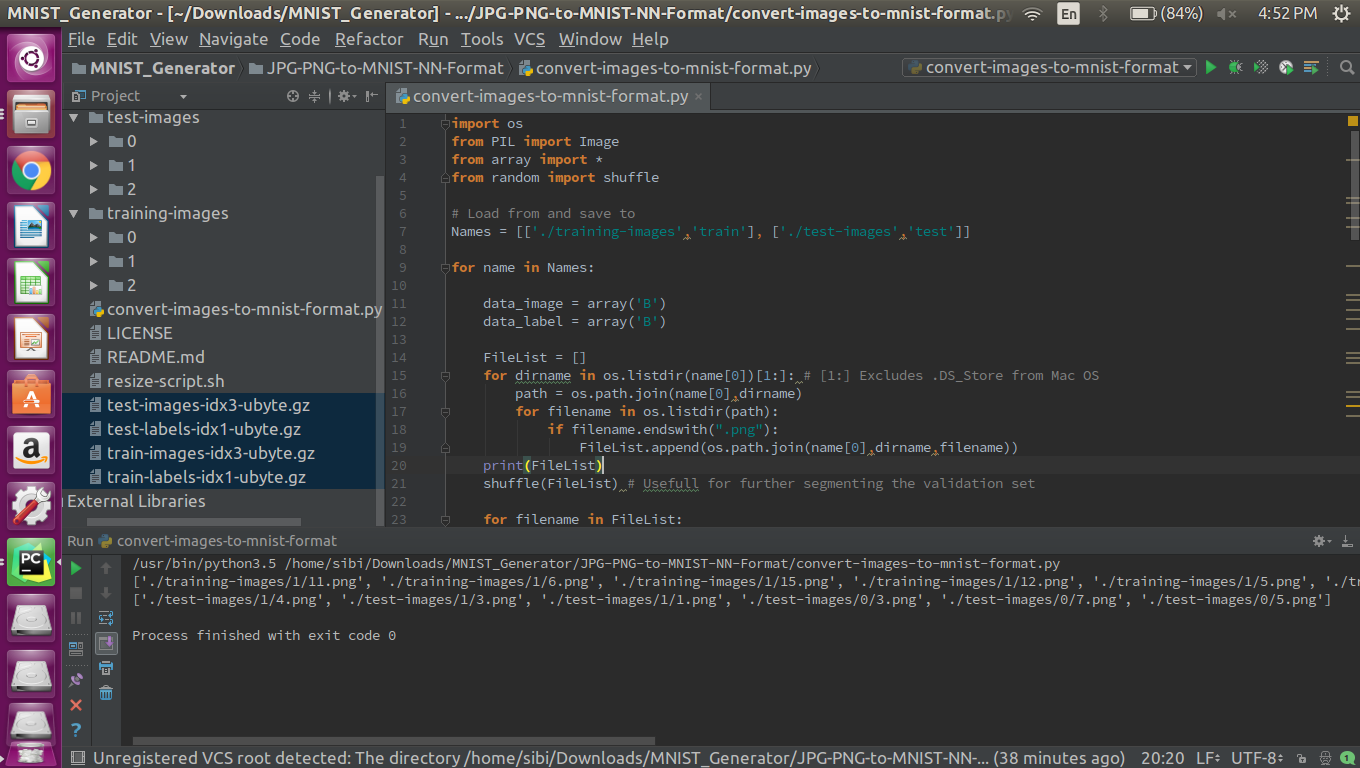 MNIST_Generator - [~/Downloads/MNIST_Generator] - .../JPG-PNG-to-MNIST-NN-Format/convert-images-to-mnist-format.py
En
(84%)
4:52 PM
File Edit View Navigate Code Refactor Run Tools VCS Window Help
MNIST_Generator JPG-PNG-to-MNIST-NN-Format convert-images-to-mnist-format.py
convert-images-to-mnist-format
Project
convert-images-to-mnist-format.py
test-images
0
1
2
training-images
0
1
2
convert-images-to-mnist-format.py
LICENSE
README.md
resize-script.sh
test-images-idx3-ubyte.gz
test-labels-idx1-ubyte.gz
train-images-idx3-ubyte.gz
train-labels-idx1-ubyte.gz
External Libraries
1 import os
2 from PIL import Image
3 from array import *
4 from random import shuffle
5
6 # Load from and save to
7 Names = [['./training-images','train'], ['./test-images','test']]
8
9 for name in Names:
10
11 data_image = array('B')
12 data_label = array('B')
13
14 FileList = []
15 for dirname in os.listdir(name[0])[1:]: # [1:] Excludes .DS_Store from Mac OS
16 path = os.path.join(name[0],dirname)
17 for filename in os.listdir(path):
18 if filename.endswith(".png"):
19 FileList.append(os.path.join(name[0],dirname,filename))
20 print(FileList)
21 shuffle(FileList) # Usefull for further segmenting the validation set
22
23 for filename in FileList:
Run convert-images-to-mnist-format
/usr/bin/python3.5 /home/sibi/Downloads/MNIST_Generator/JPG-PNG-to-MNIST-NN-Format/convert-images-to-mnist-format.py
['./training-images/1/11.png', './training-images/1/6.png', './training-images/1/15.png', './training-images/1/12.png', './training-images/1/5.png', './tr
['./test-images/1/4.png', './test-images/1/3.png', './test-images/1/1.png', './test-images/0/3.png', './test-images/0/7.png', './test-images/0/5.png']
Process finished with exit code 0
PC
a
?
Unregistered VCS root detected: The directory /home/sibi/Downloads/MNIST_Generator/JPG-PNG-to-MNIST-NN-... (38 minutes ago) 20:20 LF UTF-8 1